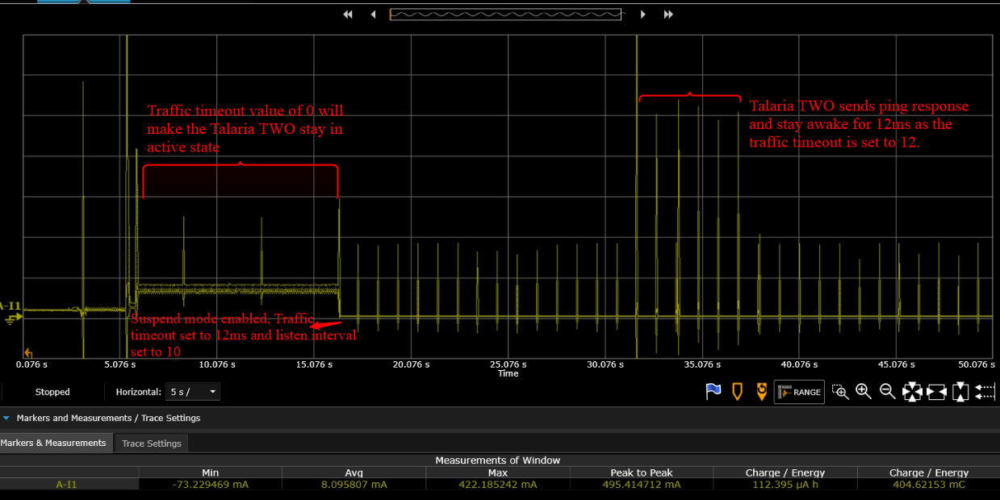 Traffic timeout value of 0 will
make the Talaria TWO stay in
active state
Talaria TWO sends ping response
and stay awake for 12ms as the
traffic timeout is set to 12.
A-I1
Suspend mode enabled. Traffic
timeout set to 12ms and listen interval
set to 10
0.076 s 5.076 s 10.076 s 15.076 s 20.076 s 25.076 s 30.076 s 35.076 s 40.076 s 45.076 s 50.076 s
Time
Stopped Horizontal: 5 s / RANGE
Markers and Measurements / Trace Settings
Markers & Measurements Trace Settings
Measurements of Window
Min Avg Max Peak to Peak Charge / Energy Charge / Energy
A-I1 -73.229469 mA 8.095807 mA 422.185242 mA 495.414712 mA 112.395 µA h 404.62153 mC